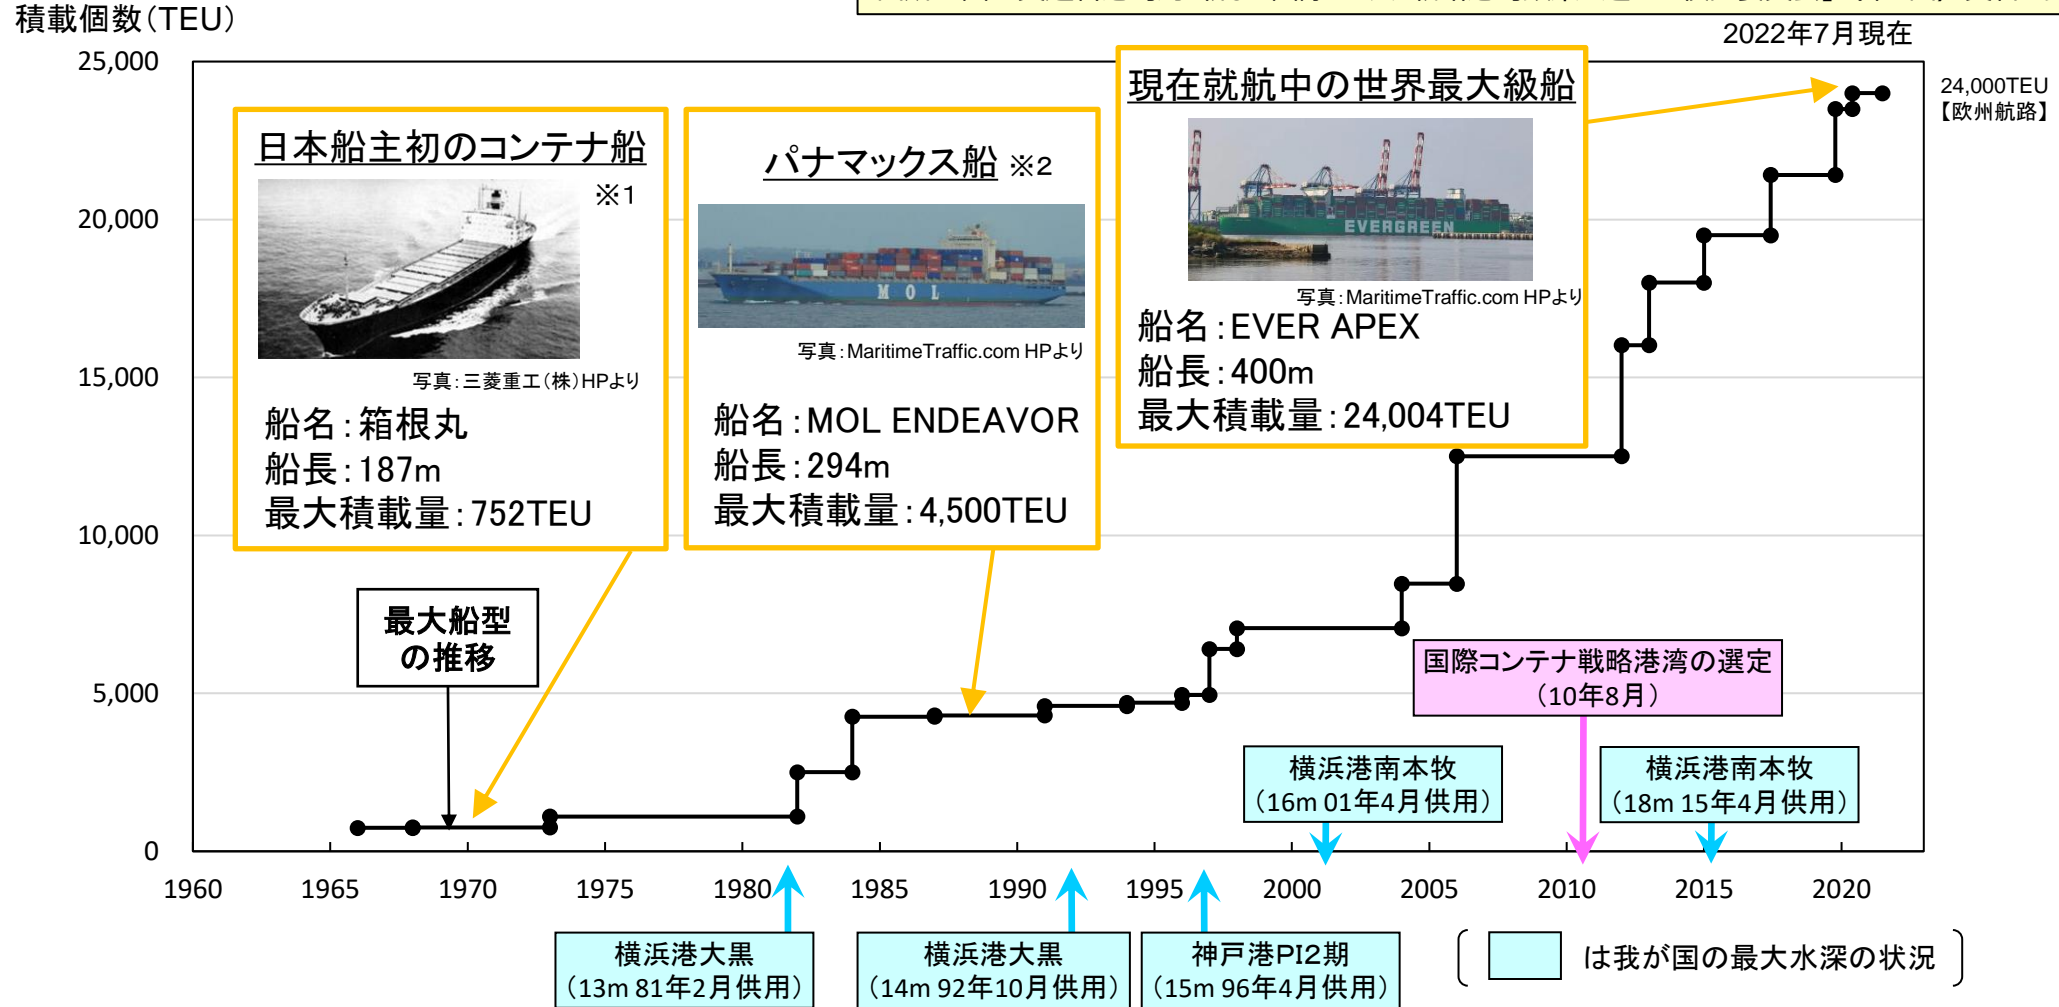 積載個数(TEU)
2022年7月現在
25,000
20,000
15,000
10,000
5,000
0
24,000TEU
【欧州航路】
日本船主初のコンテナ船
※1
写真:三菱重工(株)HPより
船名:箱根丸
船長:187m
最大積載量:752TEU
パナマックス船 ※2
M O L
写真:MaritimeTraffic.com HPより
船名:MOL ENDEAVOR
船長:294m
最大積載量:4,500TEU
現在就航中の世界最大級船
EVERGREEN
写真:MaritimeTraffic.com HPより
船名:EVER APEX
船長:400m
最大積載量:24,004TEU
最大船型
の推移
国際コンテナ戦略港湾の選定
(10年8月)
横浜港南本牧
(16m 01年4月供用)
横浜港南本牧
(18m 15年4月供用)
1960 1965 1970 1975 1980 1985 1990 1995 2000 2005 2010 2015 2020
横浜港大黒
(13m 81年2月供用)
横浜港大黒
(14m 92年10月供用)
神戸港PI2期
(15m 96年4月供用)
は我が国の最大水深の状況